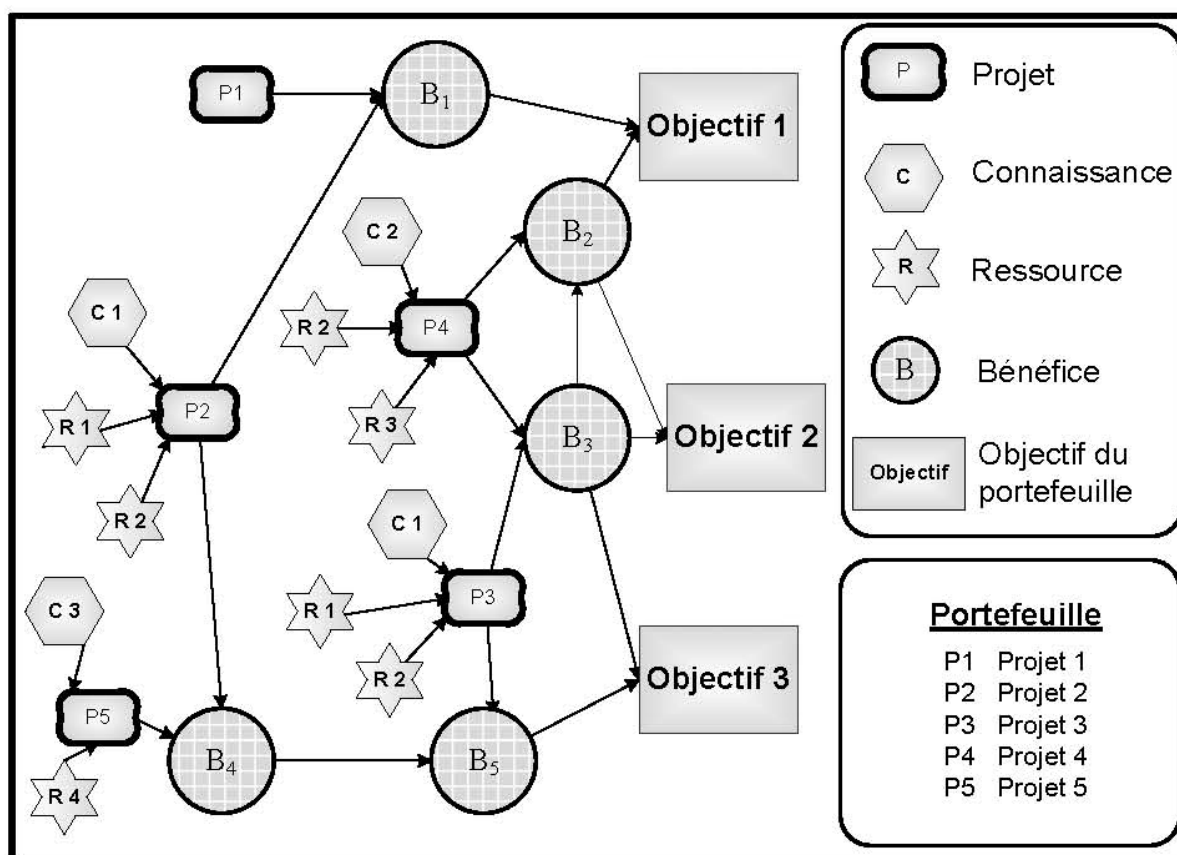 P1
B1
Objectif 1
C 2
B2
C 1
R 2
P4
P2
R 1
R 3
B3
Objectif 2
R 2
C 1
C 3
R 1
P3
R 2
Objectif 3
P5
B4
B5
R 4
P
Projet
C
Connaissance
R
Ressource
B
Bénéfice
Objectif
Objectif du
portefeuille
Portefeuille
P1 Projet 1
P2 Projet 2
P3 Projet 3
P4 Projet 4
P5 Projet 5